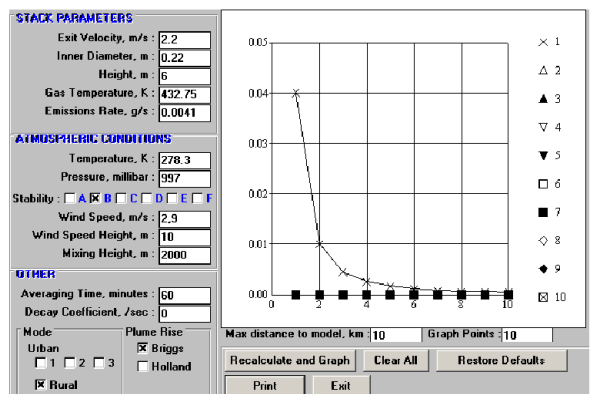 STACK PARAMETERS
Exit Velocity, m/s : 2.2
Inner Diameter, m : 0.22
Height, m : 6
Gas Temperature, K : 432.75
Emissions Rate, g/s : 0.0041
ATMOSPHERIC CONDITIONS
Temperature, K : 278.3
Pressure, millibar : 997
Stability : A B C D E F
Wind Speed, m/s : 2.9
Wind Speed Height, m : 10
Mixing Height, m : 2000
OTHER
Averaging Time, minutes : 60
Decay Coefficient, /sec : 0
Mode
Urban
1 2 3
Rural
Plume Rise
Briggs
Holland
0.05
0.04
0.03
0.02
0.01
0.00
0 2 4 6 8 10
1
2
3
4
5
6
7
8
9
10
Max distance to model, km : 10 Graph Points : 10
Recalculate and Graph Clear All Restore Defaults
Print Exit